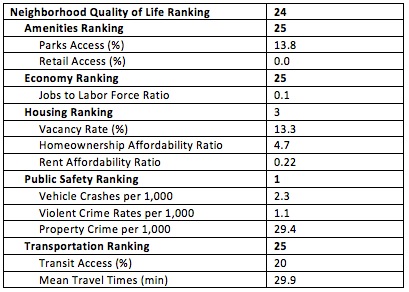 Neighborhood Quality of Life Ranking 24
Amenities Ranking 25
Parks Access (%) 13.8
Retail Access (%) 0.0
Economy Ranking 25
Jobs to Labor Force Ratio 0.1
Housing Ranking 3
Vacancy Rate (%) 13.3
Homeownership Affordability Ratio 4.7
Rent Affordability Ratio 0.22
Public Safety Ranking 1
Vehicle Crashes per 1,000 2.3
Violent Crime Rates per 1,000 1.1
Property Crime per 1,000 29.4
Transportation Ranking 25
Transit Access (%) 20
Mean Travel Times (min) 29.9